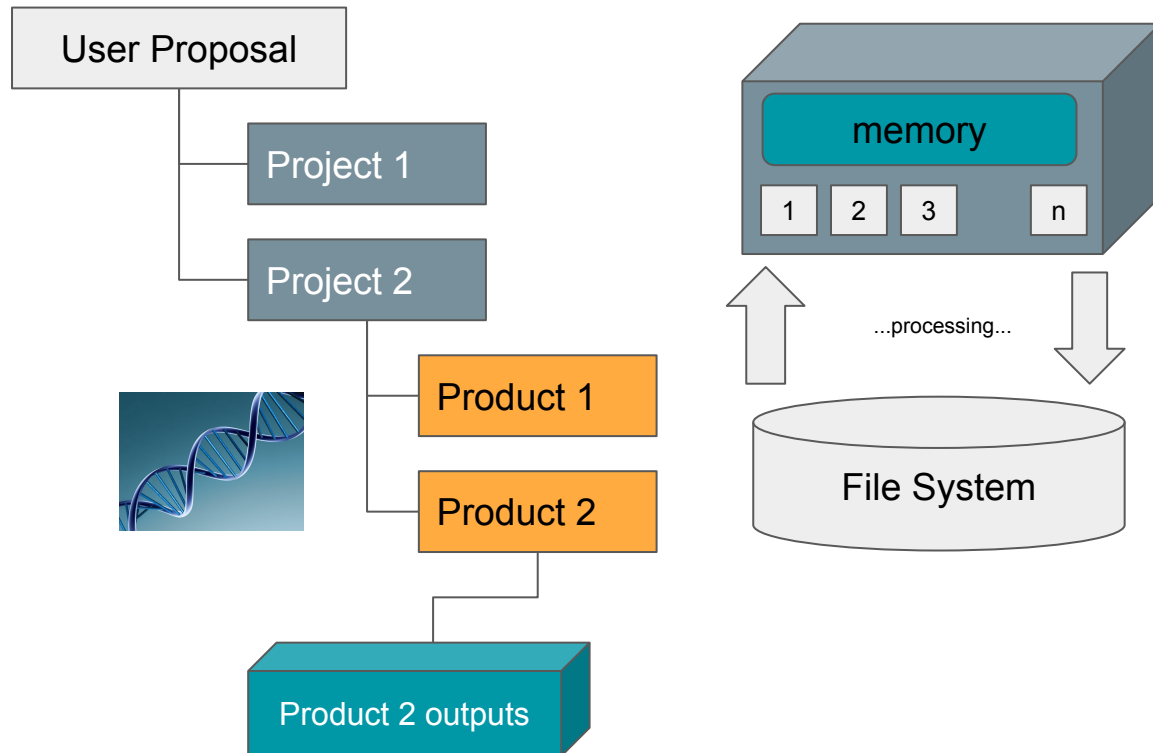 User Proposal
Project 1
Project 2
Product 1
Product 2
Product 2 outputs
memory
1 2 3 n
...processing...
File System